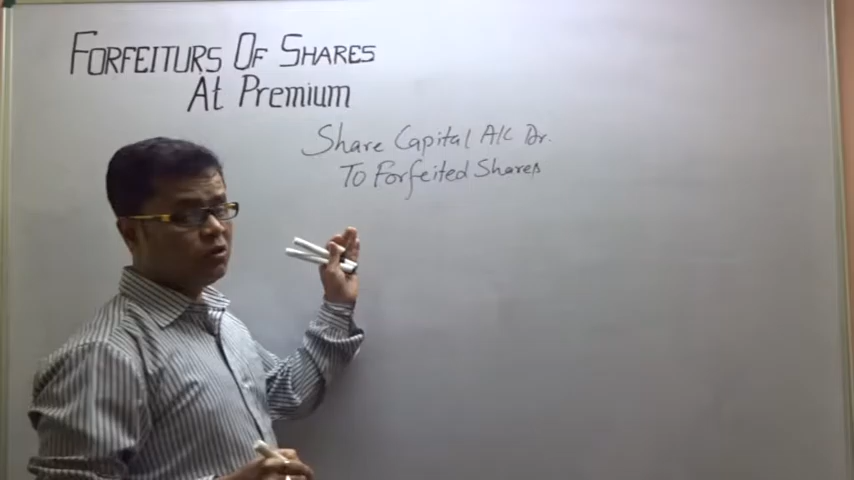 FORFEITURS OF SHARES
At PREMIUM
Share Capital A/c Dr.
To Forfeited Shares